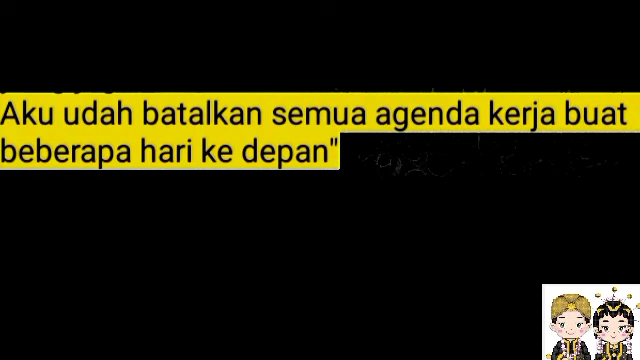 Aku udah batalkan semua agenda kerja buat
beberapa hari ke depan"